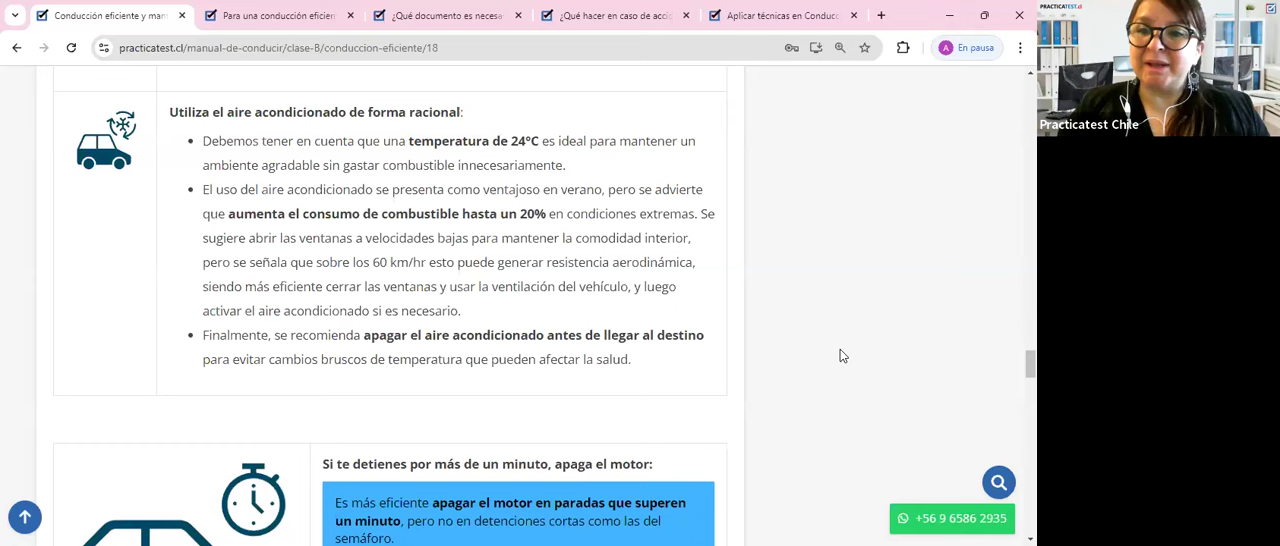 Conducción eficiente y man
Para una conducción eficien
¿Qué documento es necesa
¿Qué hacer en caso de acci
Aplicar técnicas en Conducc
practicatest.cl/manual-de-conducir/clase-B/conduccion-eficiente/18
A En pausa
PRACTICATEST.cl
Practicatest Chile
Utiliza el aire acondicionado de forma racional:
Debemos tener en cuenta que una temperatura de 24°C es ideal para mantener un
ambiente agradable sin gastar combustible innecesariamente.
El uso del aire acondicionado se presenta como ventajoso en verano, pero se advierte
que aumenta el consumo de combustible hasta un 20% en condiciones extremas. Se
sugiere abrir las ventanas a velocidades bajas para mantener la comodidad interior,
pero se señala que sobre los 60 km/hr esto puede generar resistencia aerodinámica,
siendo más eficiente cerrar las ventanas y usar la ventilación del vehículo, y luego
activar el aire acondicionado si es necesario.
Finalmente, se recomienda apagar el aire acondicionado antes de llegar al destino
para evitar cambios bruscos de temperatura que pueden afectar la salud.
Si te detienes por más de un minuto, apaga el motor:
Es más eficiente apagar el motor en paradas que superen
un minuto, pero no en detenciones cortas como las del
semáforo.
+56 9 6586 2935